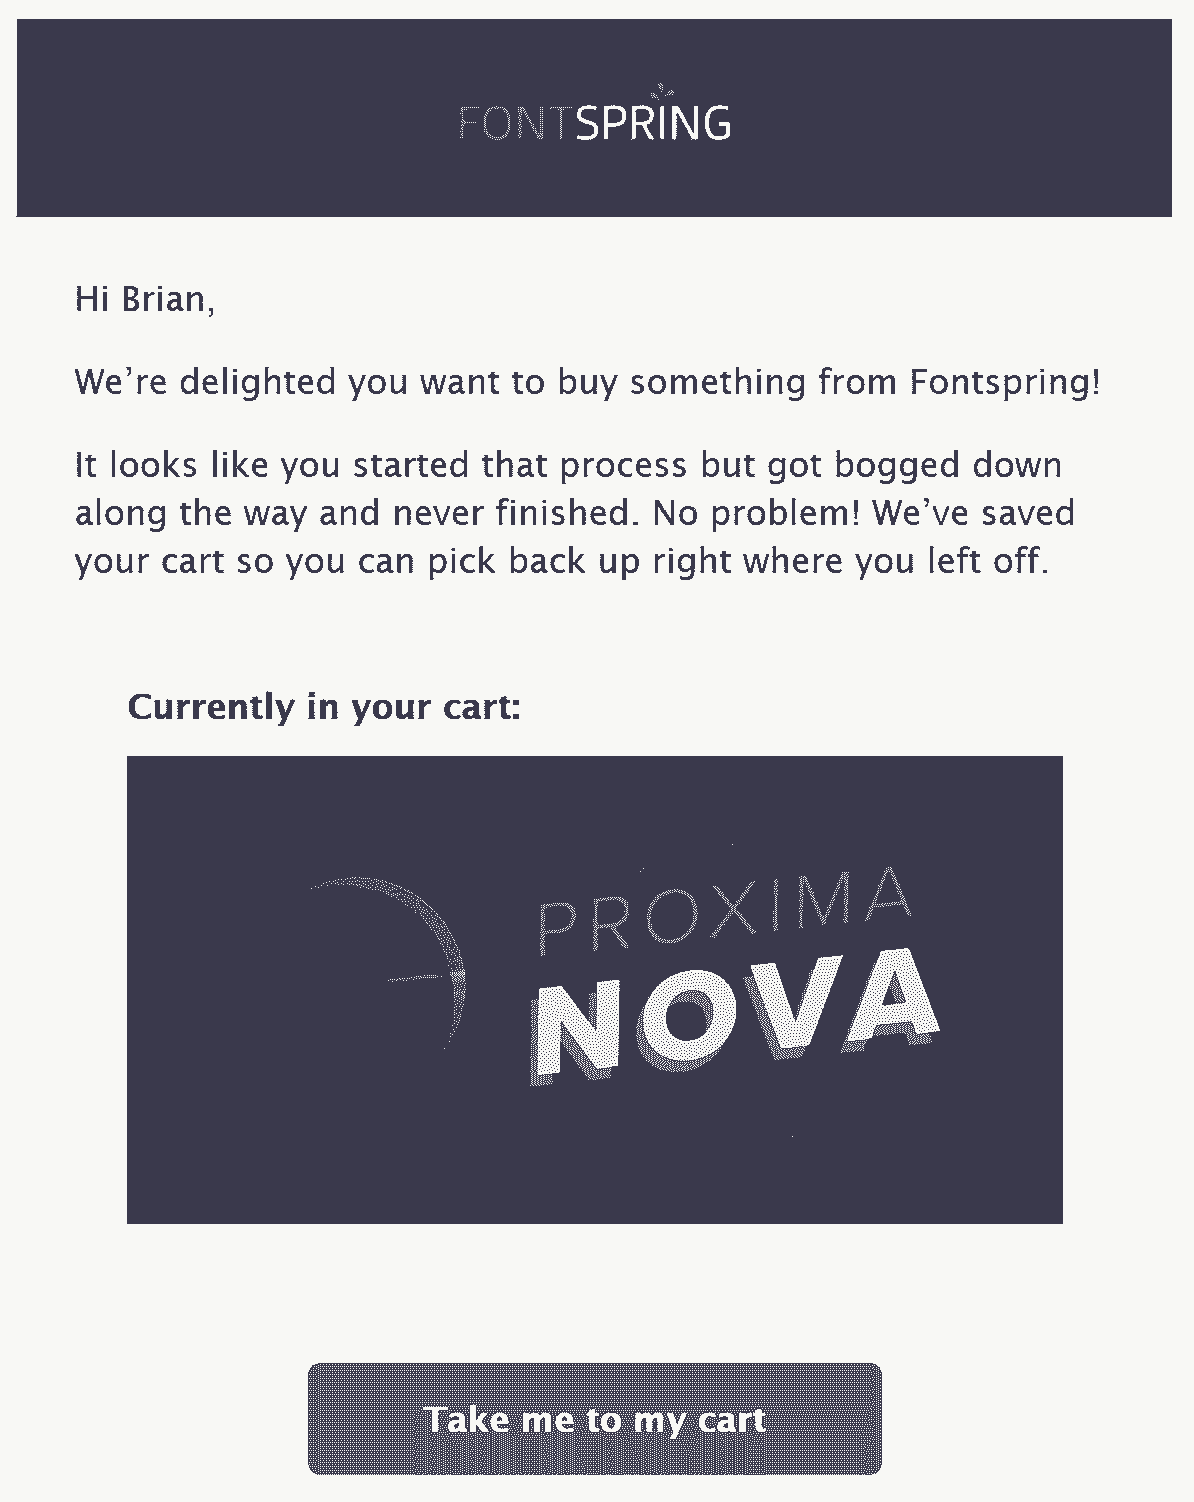 FONTSPRING
Hi Brian,
We’re delighted you want to buy something from Fontspring!
It looks like you started that process but got bogged down
along the way and never finished. No problem! We’ve saved
your cart so you can pick back up right where you left off.
Currently in your cart:
PROXIMA
NOVA
Take me to my cart